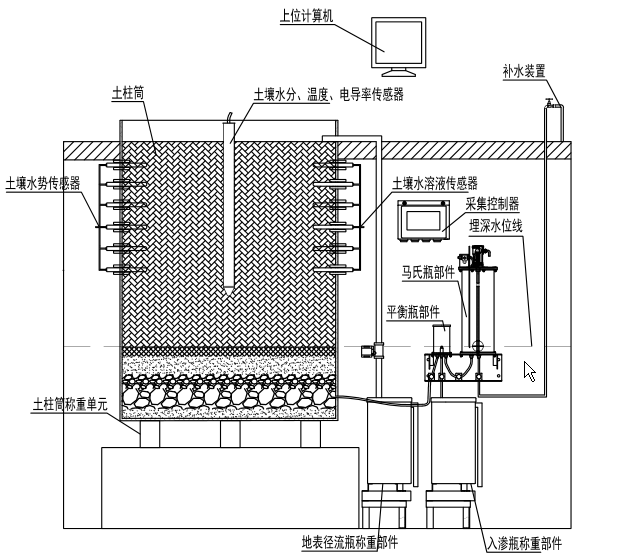 上位计算机
补水装置
土柱筒
土壤水分、温度、电导率传感器
土壤水势传感器
土壤水溶液传感器
采集控制器
埋深水位线
马氏瓶部件
平衡瓶部件
土柱筒称重单元
地表径流瓶称重部件
入渗瓶称重部件